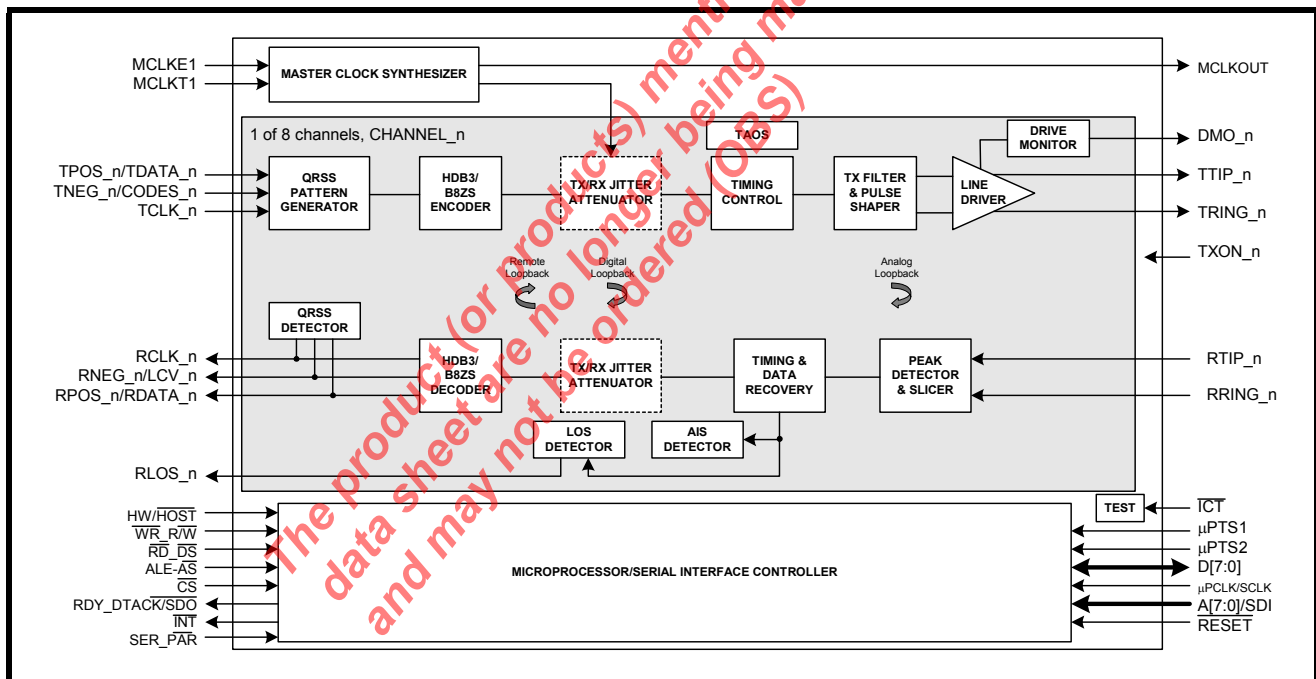 MCLKE1
MCLKT1
MASTER CLOCK SYNTHESIZER
MCLKOUT
1 of 8 channels, CHANNEL_n
TAOS
DRIVE
MONITOR
DMO_n
TPOS_n/TDATA_n
TNEG_n/CODES_n
TCLK_n
QRSS
PATTERN
GENERATOR
HDB3/
B8ZS
ENCODER
TX/RX JITTER
ATTENUATOR
TIMING
CONTROL
TX FILTER
& PULSE
SHAPER
LINE
DRIVER
TTIP_n
TRING_n
TXON_n
Remote
Loopback
Digital
Loopback
Analog
Loopback
QRSS
DETECTOR
RCLK_n
RNEG_n/LCV_n
RPOS_n/RDATA_n
HDB3/
B8ZS
DECODER
TX/RX JITTER
ATTENUATOR
TIMING &
DATA
RECOVERY
PEAK
DETECTOR
& SLICER
RTIP_n
RRING_n
LOS
DETECTOR
AIS
DETECTOR
RLOS_n
HW/HOST
WR_R/W
RD_DS
ALE-AS
CS
RDY_DTACK/SDO
INT
SER_PAR
MICROPROCESSOR/SERIAL INTERFACE CONTROLLER
TEST
ICT
µPTS1
µPTS2
D[7:0]
µPCLK/SCLK
A[7:0]/SDI
RESET
The product (or products) menti
data sheet are no longer being ma
and may not be ordered (OBS)